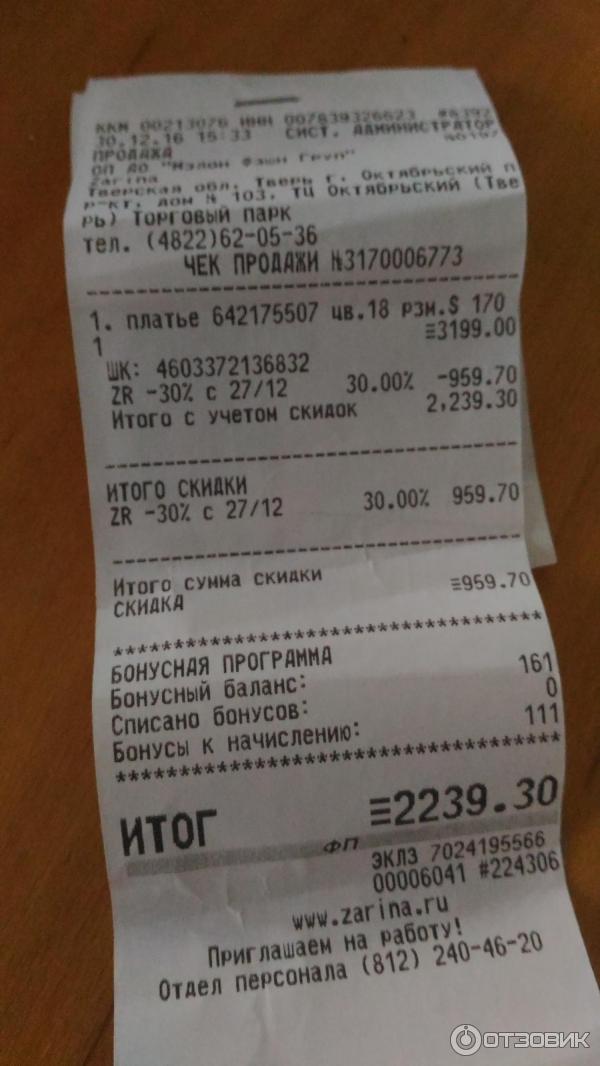 ККМ 00213076 ИНН 007839326623 #6392
30.12.16 15:33 СИСТ. АДМИНИСТРАТОР
ПРОДАЖА
ОП АО "Мэлон Фэшн Груп"
Zarina
Тверская обл. Тверь г. Октябрьский п
р-кт. дом № 103. ТЦ Октябрьский (Тве
рь) Торговый парк
тел. (4822)62-05-36
ЧЕК ПРОДАЖИ №3170006773
1. платье 642175507 цв.18 рзм.$ 170
1 ≡3199.00
ШК: 4603372136832
ZR -30% с 27/12 30.00% -959.70
Итого с учетом скидок 2,239.30
ИТОГО СКИДКИ
ZR -30% с 27/12 30.00% 959.70
Итого сумма скидки
СКИДКА ≡959.70
************************************
БОНУСНАЯ ПРОГРАММА
Бонусный баланс: 161
Списано бонусов: 0
Бонусы к начислению: 111
************************************
ИТОГ ≡2239.30
ФП
ЭКЛЗ 7024195566
00006041 #224306
www.zarina.ru
Приглашаем на работу!
Отдел персонала (812) 240-46-20
ОТЗОВИК